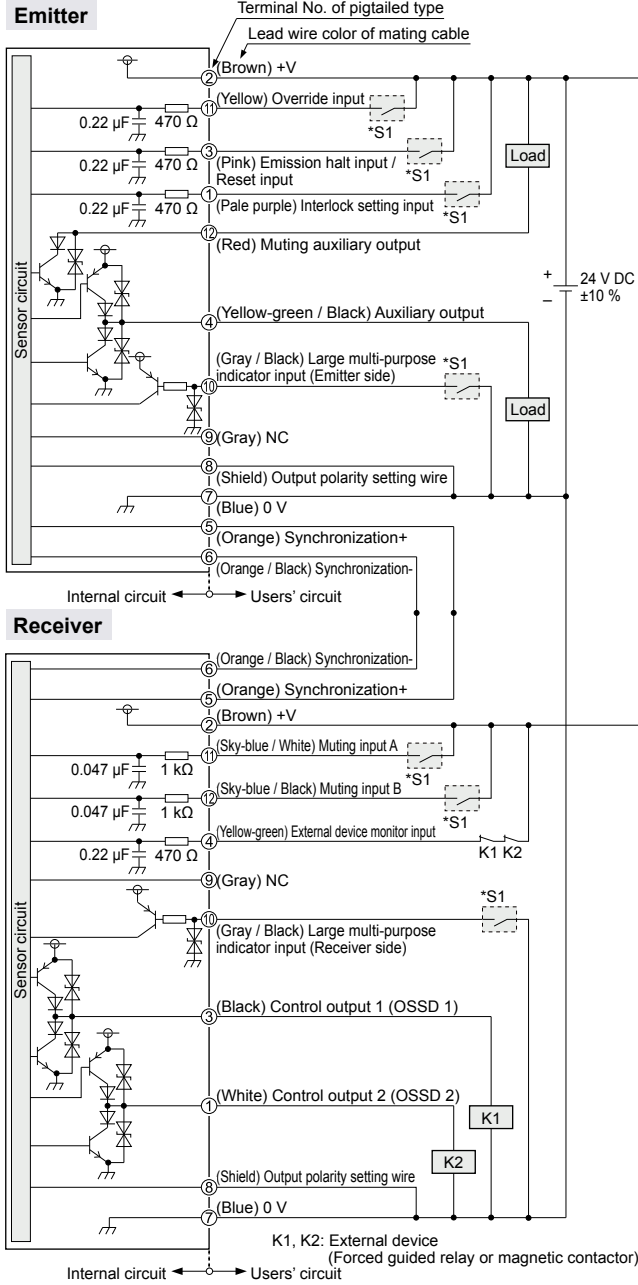 Emitter
Terminal No. of pigtailed type
Lead wire color of mating cable
Sensor circuit
2 (Brown) +V
0.22 µF 470 Ω 11 (Yellow) Override input
*S1
0.22 µF 470 Ω 3 (Pink) Emission halt input /
Reset input
*S1
Load
0.22 µF 470 Ω 1 (Pale purple) Interlock setting input
*S1
12 (Red) Muting auxiliary output
+
–
24 V DC
±10 %
4 (Yellow-green / Black) Auxiliary output
10 (Gray / Black) Large multi-purpose
indicator input (Emitter side)
*S1
Load
9 (Gray) NC
8 (Shield) Output polarity setting wire
7 (Blue) 0 V
5 (Orange) Synchronization+
6 (Orange / Black) Synchronization-
Internal circuit Users' circuit
Receiver
Sensor circuit
6 (Orange / Black) Synchronization-
5 (Orange) Synchronization+
2 (Brown) +V
0.047 µF 1 kΩ 11 (Sky-blue / White) Muting input A
*S1
0.047 µF 1 kΩ 12 (Sky-blue / Black) Muting input B
*S1
0.22 µF 470 Ω 4 (Yellow-green) External device monitor input
K1 K2
9 (Gray) NC
10 (Gray / Black) Large multi-purpose
indicator input (Receiver side)
*S1
3 (Black) Control output 1 (OSSD 1)
1 (White) Control output 2 (OSSD 2)
K1
K2
8 (Shield) Output polarity setting wire
7 (Blue) 0 V
K1, K2: External device
(Forced guided relay or magnetic contactor)
Internal circuit Users' circuit